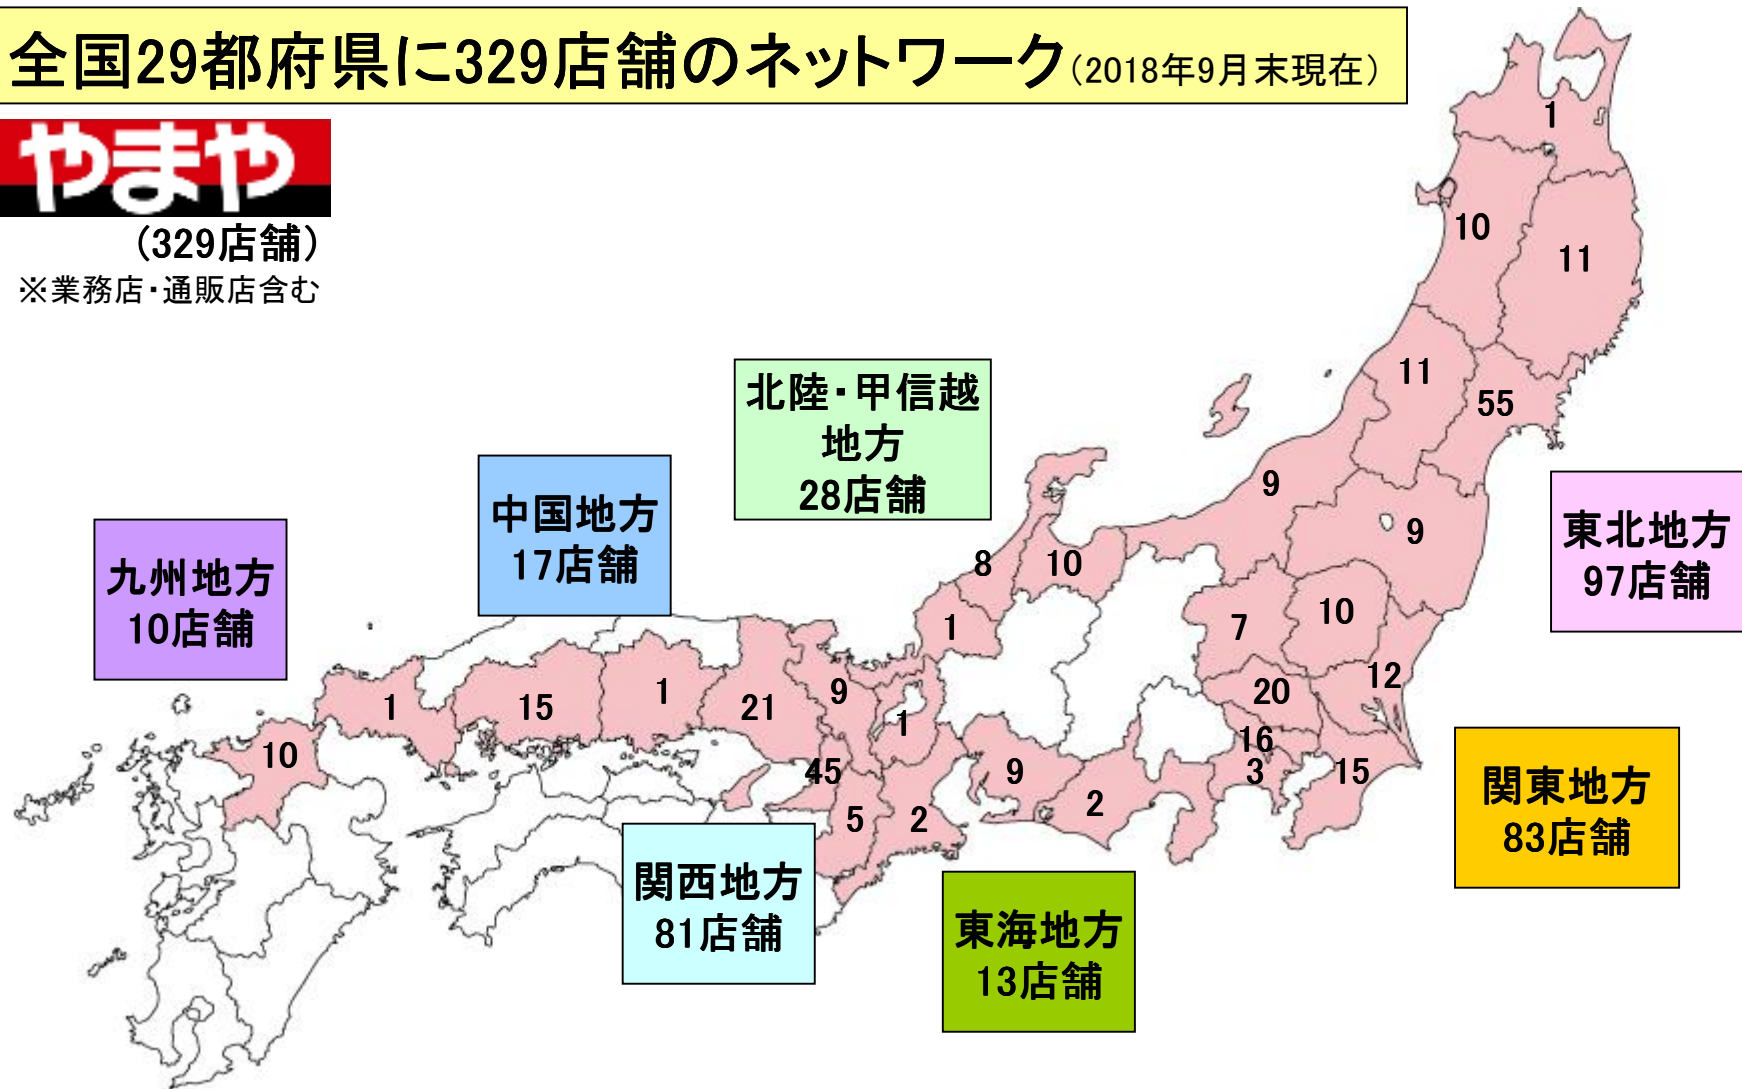 全国29都府県に329店舗のネットワーク(2018年9月末現在)
やまや
(329店舗)
※業務店・通販店含む
1
10
11
11
55
北陸・甲信越
地方
28店舗
9
9
中国地方
17店舗
東北地方
97店舗
九州地方
10店舗
8
10
1
7
10
12
1
15
1
21
9
1
20
10
16
45
9
3
15
5
2
2
関東地方
83店舗
関西地方
81店舗
東海地方
13店舗